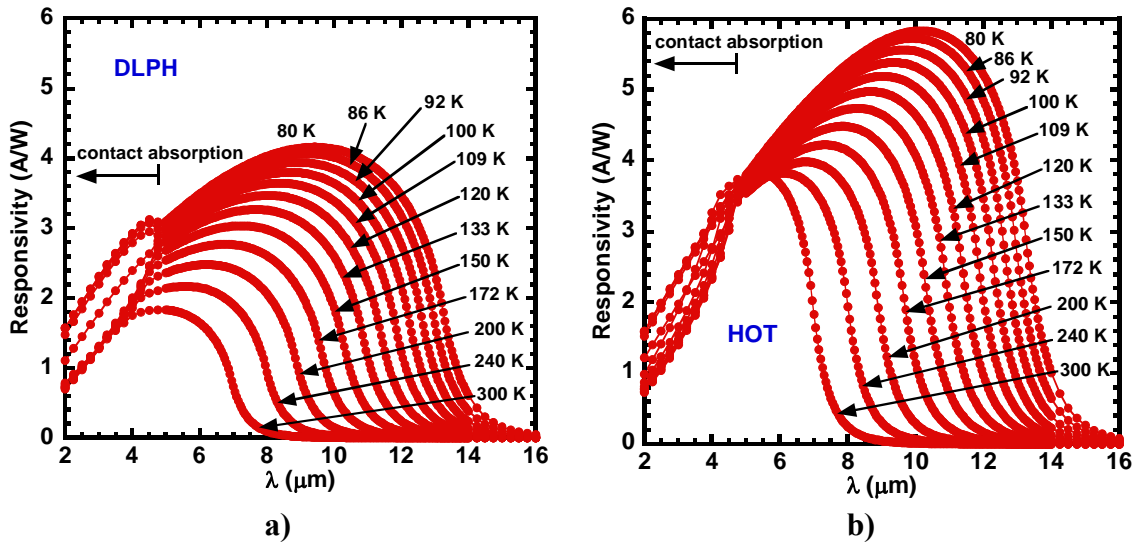 6
5
4
3
2
1
0
Responsivity (A/W)
contact absorption
DLPH
80 K
86 K
92 K
100 K
109 K
120 K
133 K
150 K
172 K
200 K
240 K
300 K
2 4 6 8 10 12 14 16
λ (μm)
a)
6
5
4
3
2
1
0
Responsivity (A/W)
contact absorption
HOT
80 K
86 K
92 K
100 K
109 K
120 K
133 K
150 K
172 K
200 K
240 K
300 K
2 4 6 8 10 12 14 16
λ (μm)
b)